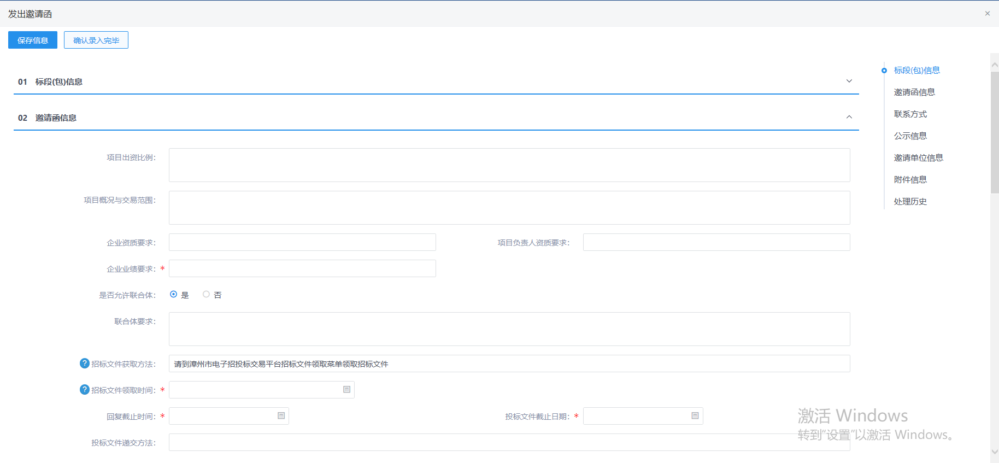 发出邀请函
×
保存信息 确认录入完毕
01 标段(包)信息
02 邀请函信息
项目出资比例：
项目概况与交易范围：
企业资质要求： 项目负责人资质要求：
企业业绩要求：*
是否允许联合体： 是 否
联合体要求：
? 招标文件获取方法： 请到漳州市电子招投标交易平台招标文件领取菜单领取招标文件
? 招标文件领取时间：*
回复截止时间：* 投标文件截止日期：*
投标文件递交方法：
标段(包)信息
邀请函信息
联系方式
公示信息
邀请单位信息
附件信息
处理历史
激活 Windows
转到“设置”以激活 Windows。